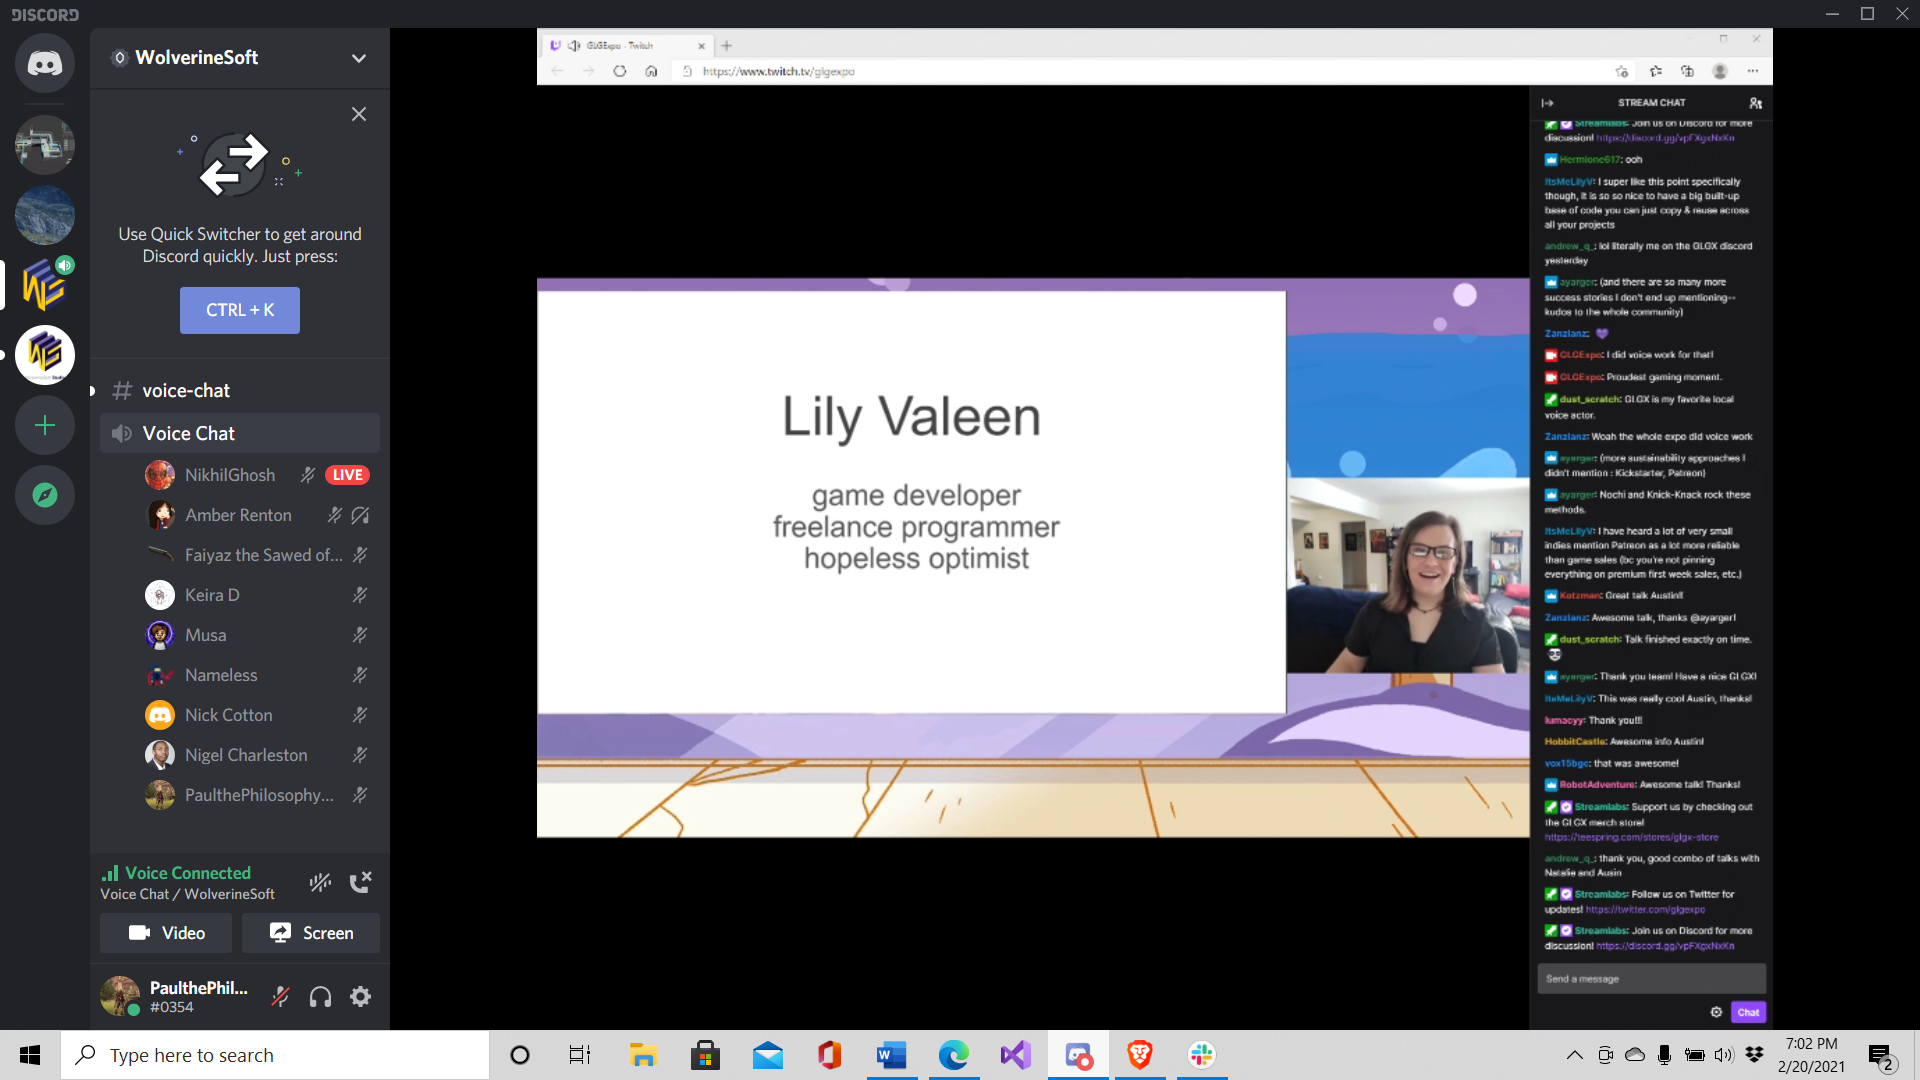 DISCORD
WolverineSoft
Use Quick Switcher to get around
Discord quickly. Just press:
CTRL + K
voice-chat
Voice Chat
NikhilGhosh LIVE
Amber Renton
Faiyaz the Sawed of...
Keira D
Musa
Nameless
Nick Cotton
Nigel Charleston
PaulthePhilosophy...
Voice Connected
Voice Chat / WolverineSoft
Video Screen
PaulthePhil...
#0354
GLGExpo - Twitch
https://www.twitch.tv/glgexpo
Lily Valeen
game developer
freelance programmer
hopeless optimist
STREAM CHAT
Streamlabs: Join us on Discord for more
discussion! https://discord.gg/vpFXgxNxKn
Hermione617: ooh
ItsMeLilyV: I super like this point specifically
though, it is so so nice to have a big built-up
base of code you can just copy & reuse across
all your projects
andrew_q_: lol literally me on the GLGX discord
yesterday
ayarger: (and there are so many more
success stories I don't end up mentioning--
kudos to the whole community)
Zanzlanz:
GLGExpo: I did voice work for that!
GLGExpo: Proudest gaming moment.
dust_scratch: GLGX is my favorite local
voice actor.
Zanzlanz: Woah the whole expo did voice work
ayarger: (more sustainability approaches I
didn't mention : Kickstarter, Patreon)
ayarger: Nochi and Knick-Knack rock these
methods.
ItsMeLilyV: I have heard a lot of very small
indies mention Patreon as a lot more reliable
than game sales (bc you're not pinning
everything on premium first week sales, etc.)
Kotzman: Great talk Austin!!
Zanzlanz: Awesome talk, thanks @ayarger!
dust_scratch: Talk finished exactly on time.
ayarger: Thank you team! Have a nice GLGX!
ItsMeLilyV: This was really cool Austin, thanks!
lumacyy: Thank you!!!
HobbitCastle: Awesome info Austin!
vox15bgc: that was awesome!
RobotAdventure: Awesome talk! Thanks!
Streamlabs: Support us by checking out
the GLGX merch store!
https://teespring.com/stores/glgx-store
andrew_q_: thank you, good combo of talks with
Natalie and Ausin
Streamlabs: Follow us on Twitter for
updates! https://twitter.com/glgexpo
Streamlabs: Join us on Discord for more
discussion! https://discord.gg/vpFXgxNxKn
Send a message
Chat
Type here to search
7:02 PM
2/20/2021
2